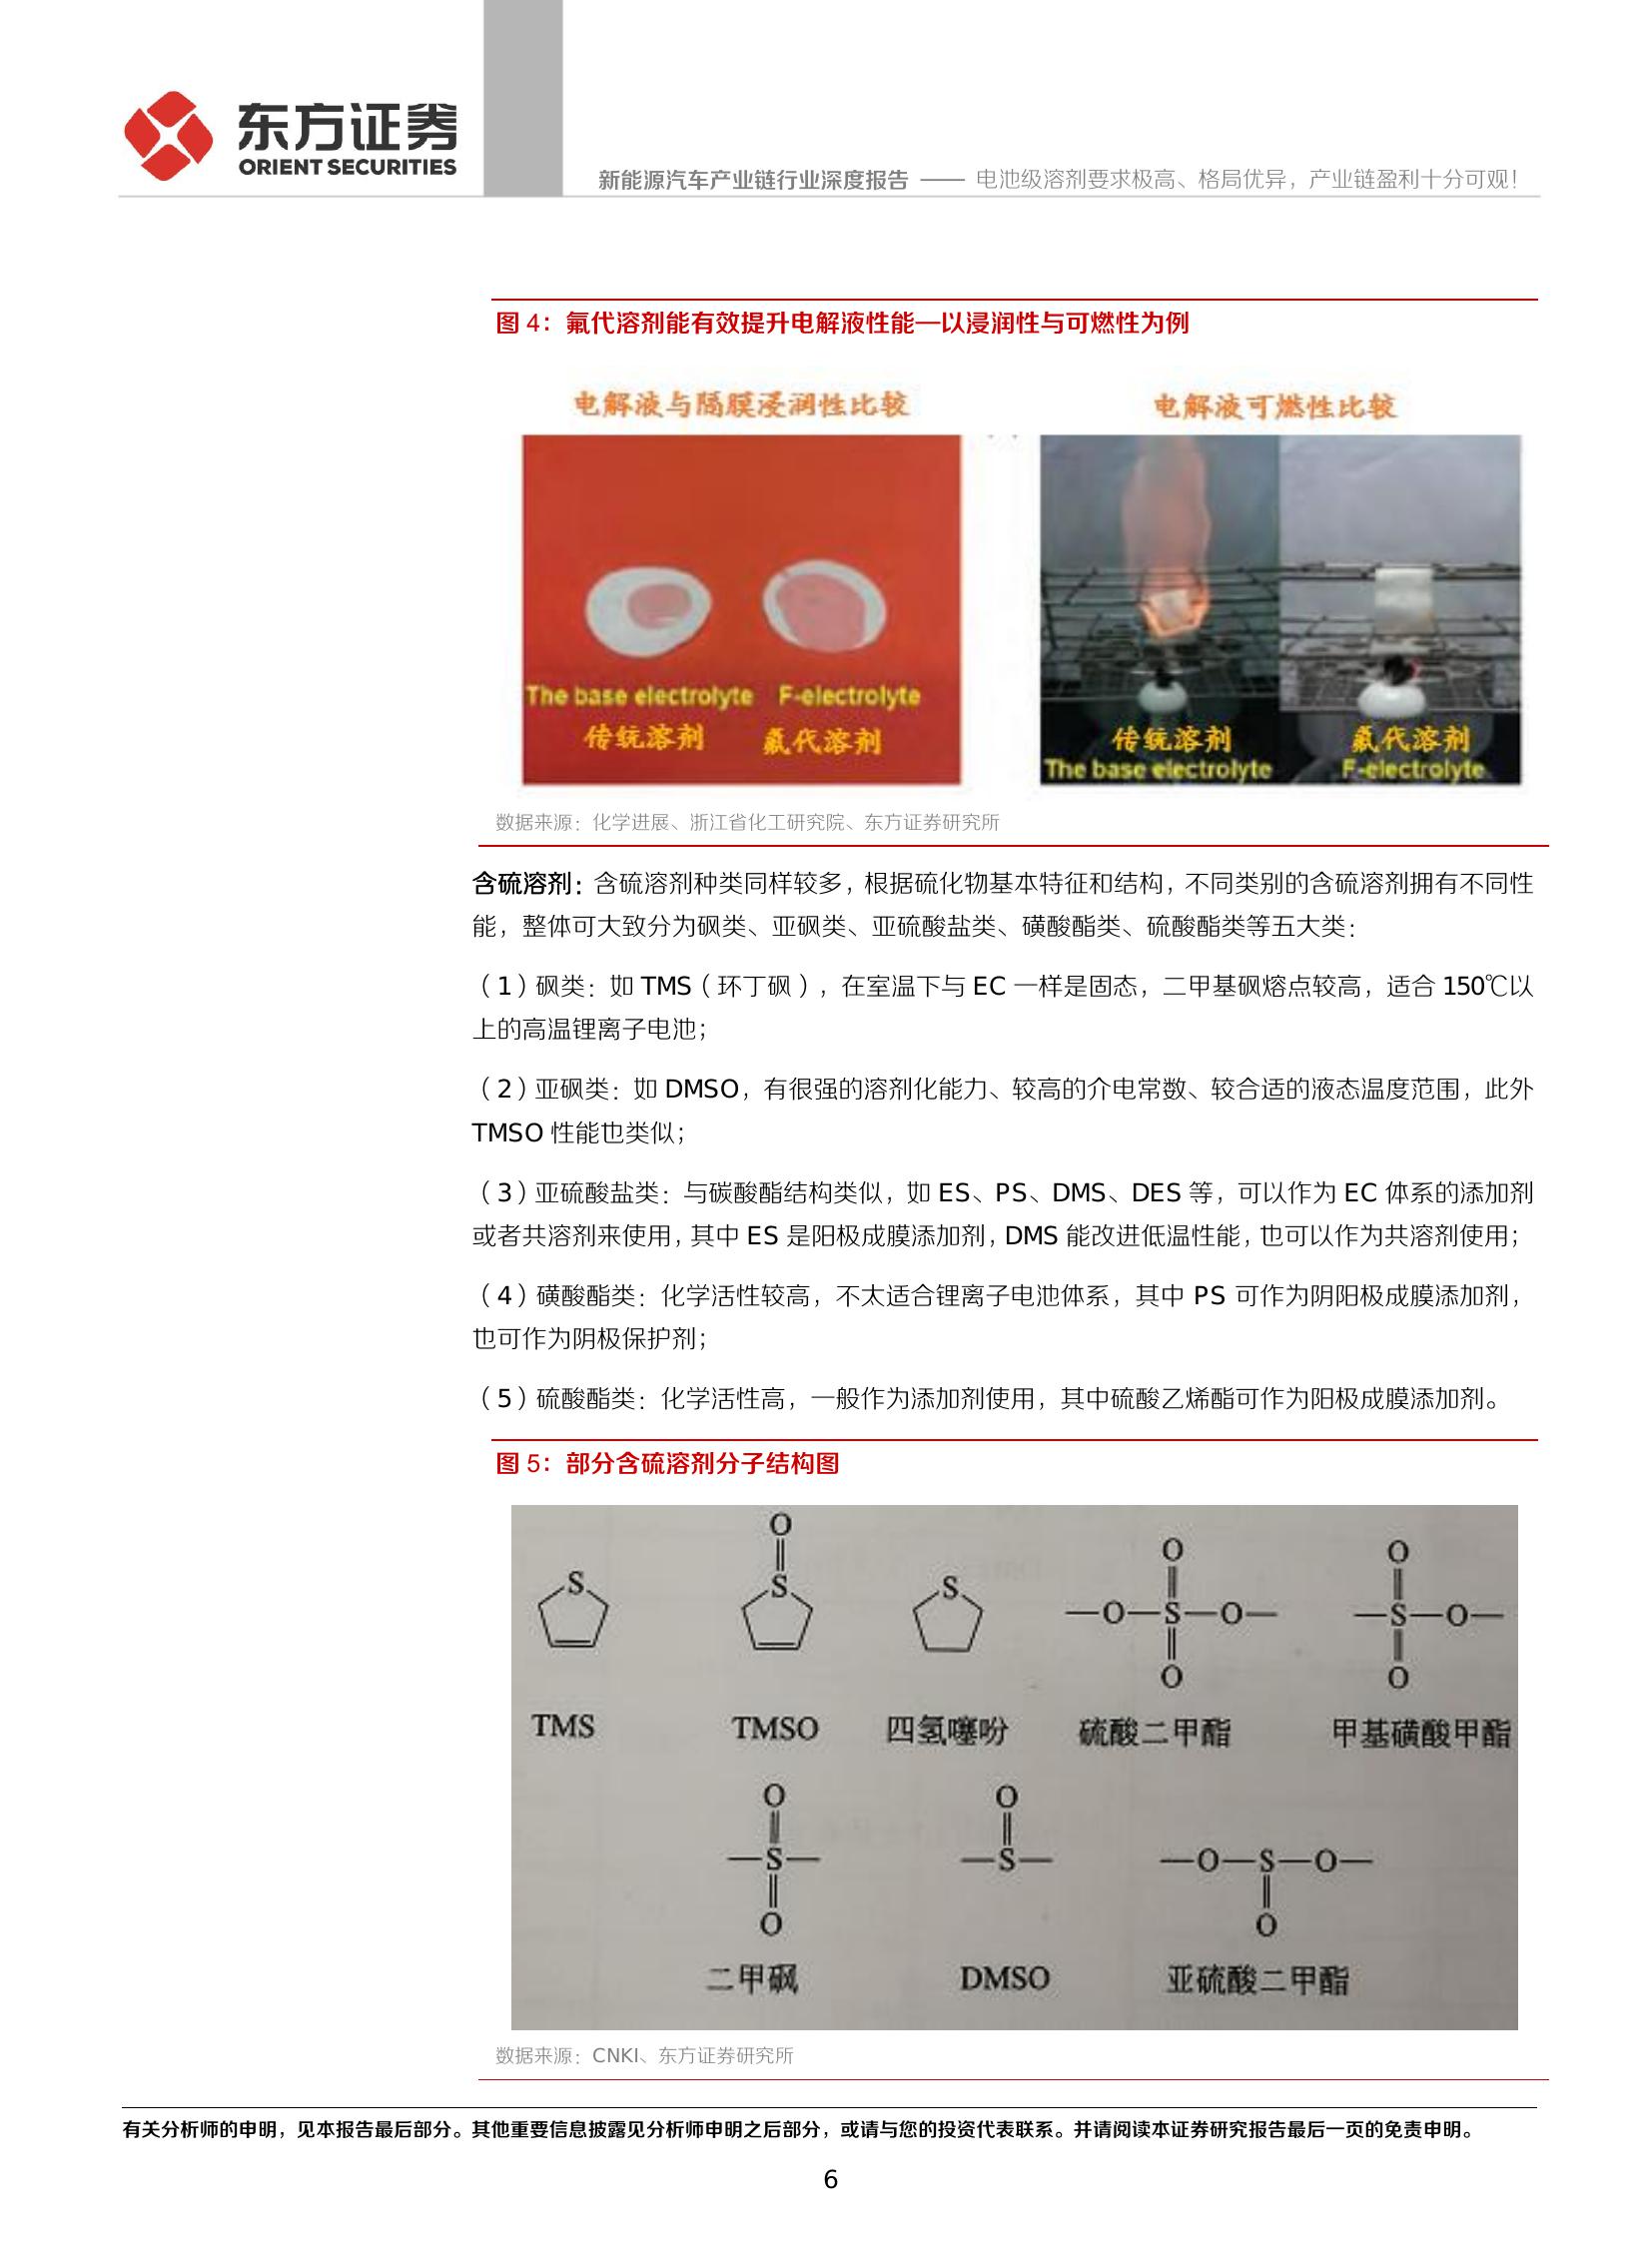 东方证券
ORIENT SECURITIES
新能源汽车产业链行业深度报告 —— 电池级溶剂要求极高、格局优异，产业链盈利十分可观！
图 4：氟代溶剂能有效提升电解液性能—以浸润性与可燃性为例
电解液与隔膜浸润性比较
电解液可燃性比较
The base electrolyte F-electrolyte
传统溶剂 氟代溶剂
传统溶剂 氟代溶剂
The base electrolyte F-electrolyte
数据来源：化学进展、浙江省化工研究院、东方证券研究所
含硫溶剂：含硫溶剂种类同样较多，根据硫化物基本特征和结构，不同类别的含硫溶剂拥有不同性
能，整体可大致分为砜类、亚砜类、亚硫酸盐类、磺酸酯类、硫酸酯类等五大类：
（1）砜类：如 TMS（环丁砜），在室温下与 EC 一样是固态，二甲基砜熔点较高，适合 150℃以
上的高温锂离子电池；
（2）亚砜类：如 DMSO，有很强的溶剂化能力、较高的介电常数、较合适的液态温度范围，此外
TMSO 性能也类似；
（3）亚硫酸盐类：与碳酸酯结构类似，如 ES、PS、DMS、DES 等，可以作为 EC 体系的添加剂
或者共溶剂来使用，其中 ES 是阳极成膜添加剂，DMS 能改进低温性能，也可以作为共溶剂使用；
（4）磺酸酯类：化学活性较高，不太适合锂离子电池体系，其中 PS 可作为阴阳极成膜添加剂，
也可作为阴极保护剂；
（5）硫酸酯类：化学活性高，一般作为添加剂使用，其中硫酸乙烯酯可作为阳极成膜添加剂。
图 5：部分含硫溶剂分子结构图
O
O O
S S S
—O—S—O— —S—O—
O O
TMS TMSO 四氢噻吩 硫酸二甲酯 甲基磺酸甲酯
O O
—S— —S— —O—S—O—
O O
二甲砜 DMSO 亚硫酸二甲酯
数据来源：CNKI、东方证券研究所
有关分析师的申明，见本报告最后部分。其他重要信息披露见分析师申明之后部分，或请与您的投资代表联系。并请阅读本证券研究报告最后一页的免责申明。
6